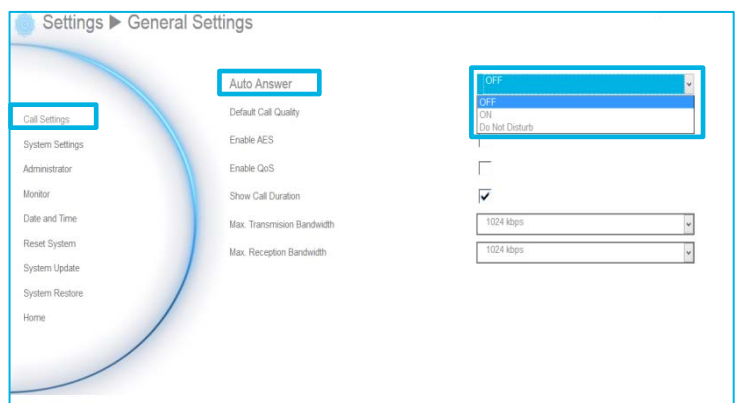 Settings ▶ General Settings
Call Settings
System Settings
Administrator
Monitor
Date and Time
Reset System
System Update
System Restore
Home
Auto Answer
OFF
OFF
ON
Do Not Disturb
Default Call Quality
Enable AES
Enable QoS
Show Call Duration
Max. Transmision Bandwidth
1024 kbps
Max. Reception Bandwidth
1024 kbps